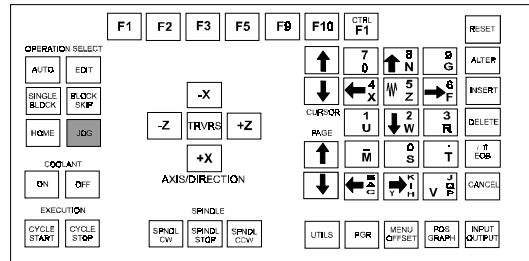 F1 F2 F3 F5 F9 F10 CTRL F1
RESET
OPERATION SELECT
AUTO EDIT
7 8 N 9 G
ALTER
SINGLE BLOCK BLOCK SKIP
-X
4 X 5 Z 6 F
INSERT
CURSOR
HOME JOG
-Z TRVRS +Z
1 U 2 W 3 R
DELETE
PAGE
+X
M 0 S . T
/ EOB
COOLANT
AXIS/DIRECTION
ON OFF
C Y K I H V J P
CANCEL
EXECUTION
SPINDLE
CYCLE START CYCLE STOP
SPNDL CW SPNDL STOP SPNDL CCW
UTILS PGR MENU OFFSET POS GRAPH INPUT OUTPUT